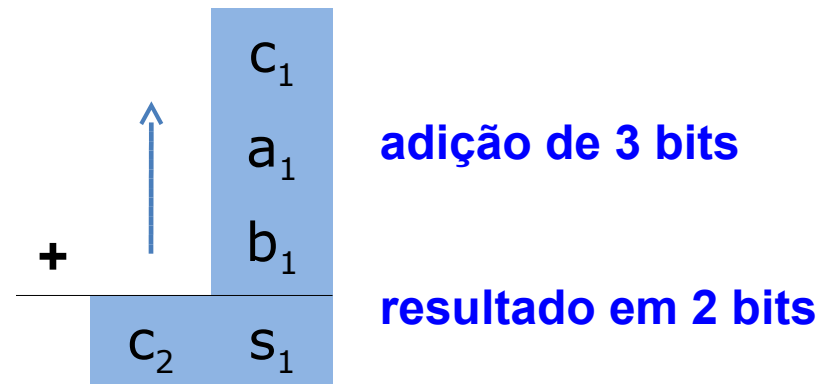 c₁
a₁ adição de 3 bits
+ b₁
c₂ s₁ resultado em 2 bits